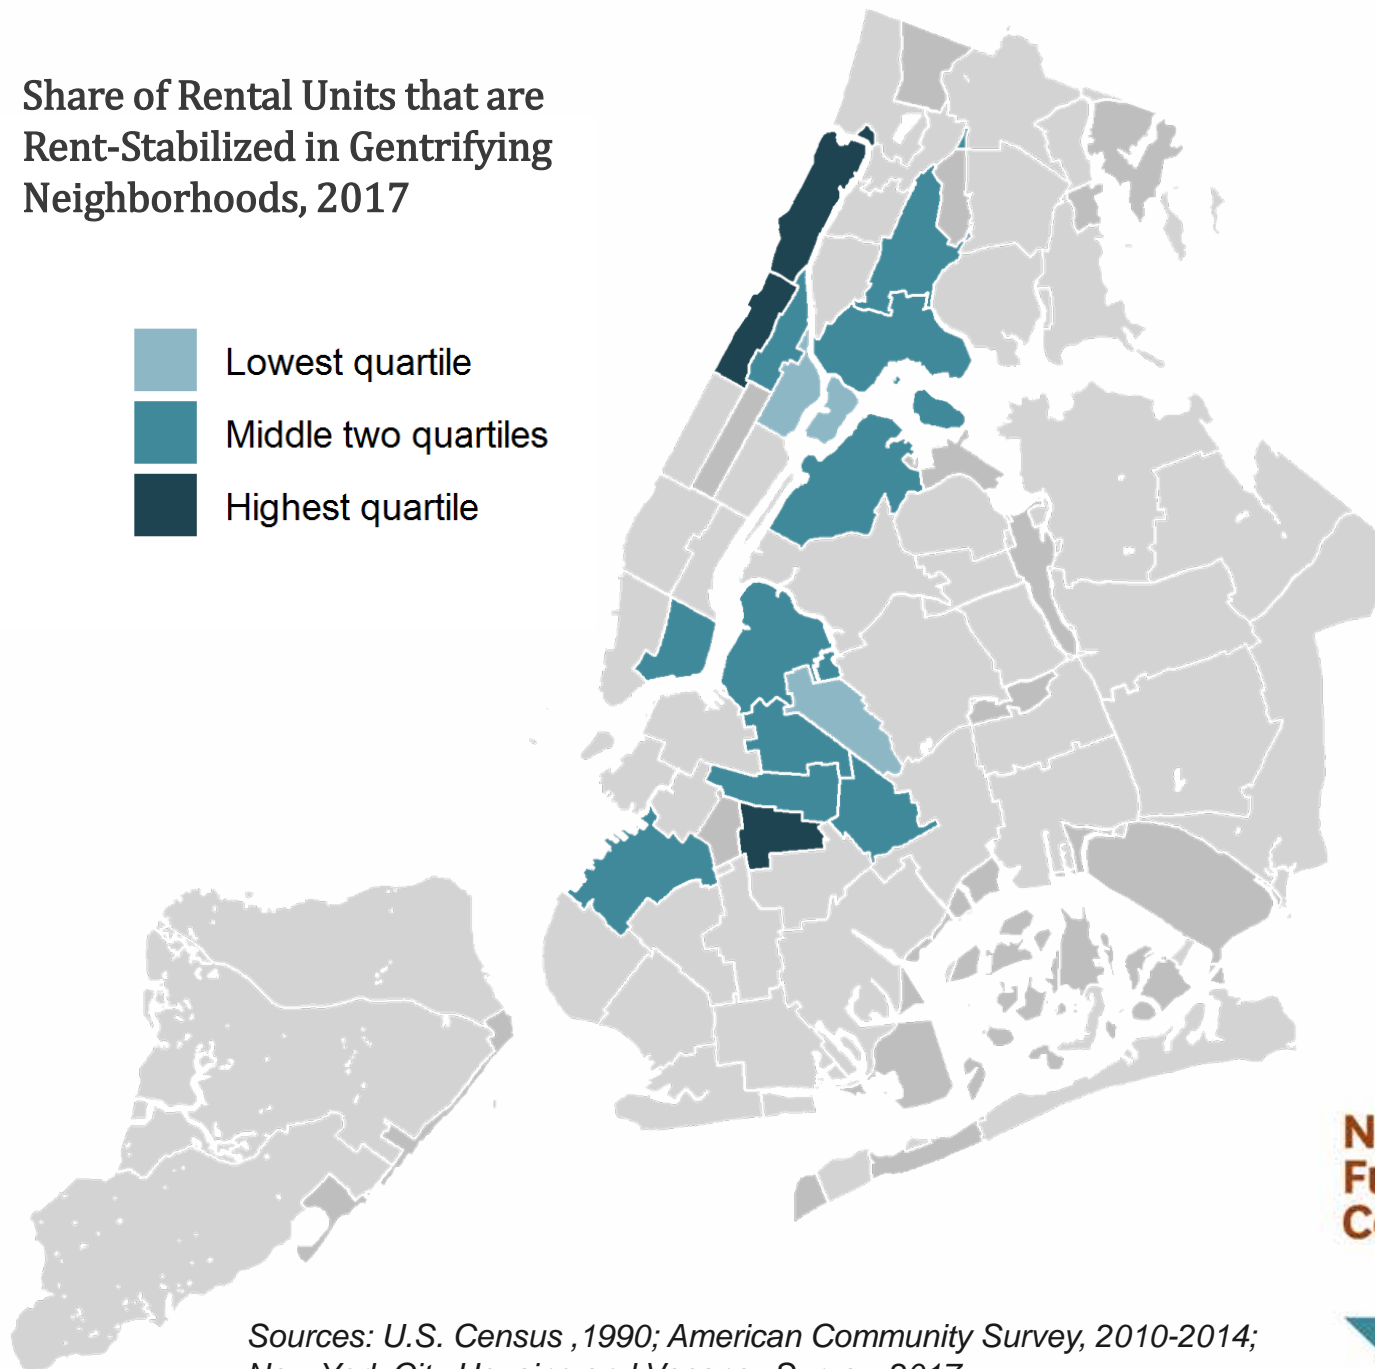 Share of Rental Units that are
Rent-Stabilized in Gentrifying
Neighborhoods, 2017
Lowest quartile
Middle two quartiles
Highest quartile
Sources: U.S. Census ,1990; American Community Survey, 2010-2014;